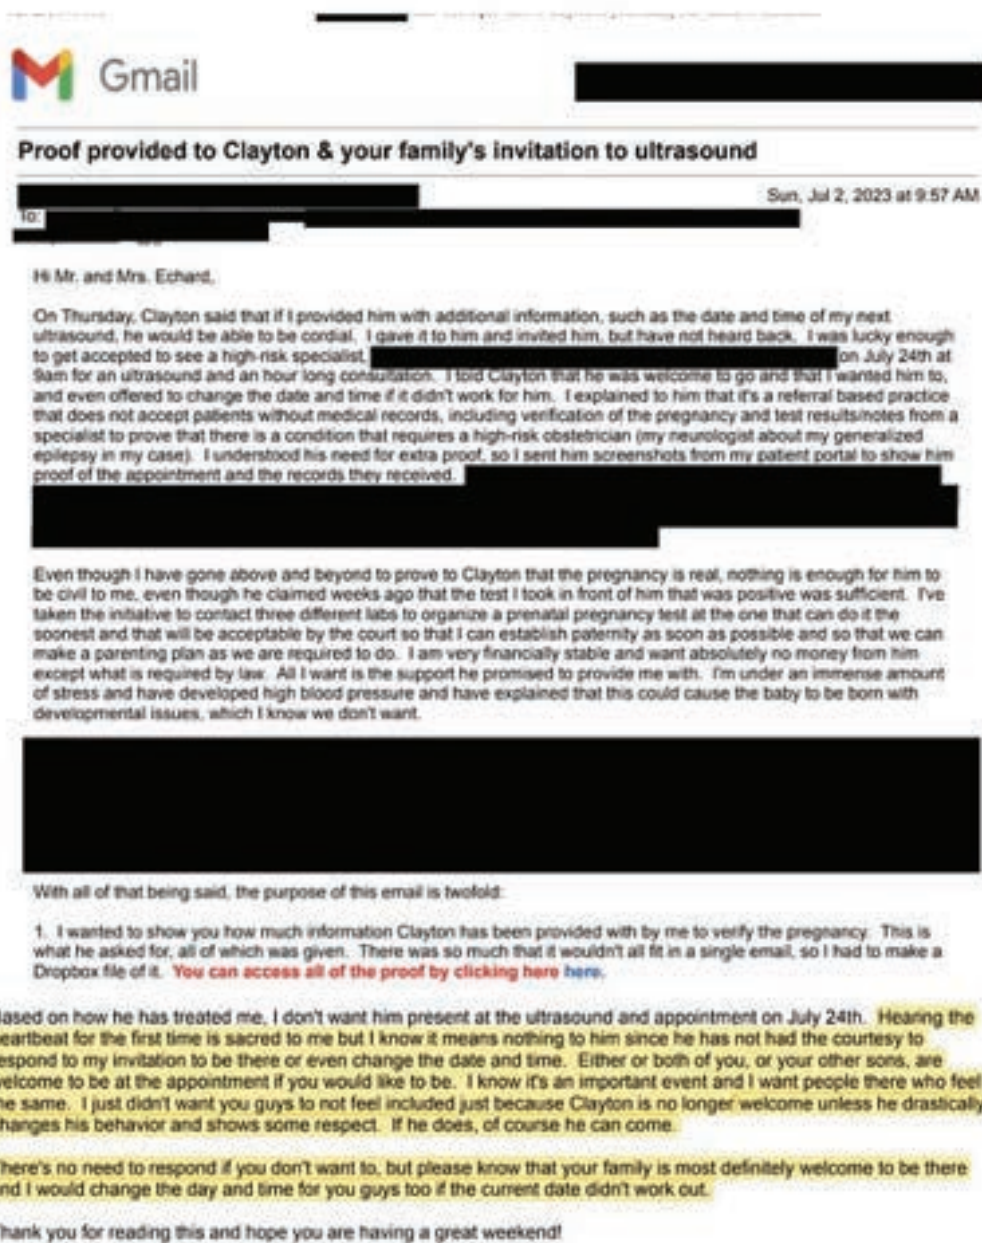 Gmail
Proof provided to Clayton & your family's invitation to ultrasound
Sun, Jul 2, 2023 at 9:57 AM
To:
Hi Mr. and Mrs. Echard,
On Thursday, Clayton said that if I provided him with additional information, such as the date and time of my next
ultrasound, he would be able to be cordial. I gave it to him and invited him, but have not heard back. I was lucky enough
to get accepted to see a high-risk specialist, on July 24th at
9am for an ultrasound and an hour long consultation. I told Clayton that he was welcome to go and that I wanted him to,
and even offered to change the date and time if it didn't work for him. I explained to him that it's a referral based practice
that does not accept patients without medical records, including verification of the pregnancy and test results/notes from a
specialist to prove that there is a condition that requires a high-risk obstetrician (my neurologist about my generalized
epilepsy in my case). I understood his need for extra proof, so I sent him screenshots from my patient portal to show him
proof of the appointment and the records they received.
Even though I have gone above and beyond to prove to Clayton that the pregnancy is real, nothing is enough for him to
be civil to me, even though he claimed weeks ago that the test I took in front of him that was positive was sufficient. I've
taken the initiative to contact three different labs to organize a prenatal pregnancy test at the one that can do it the
soonest and that will be acceptable by the court so that I can establish paternity as soon as possible and so that we can
make a parenting plan as we are required to do. I am very financially stable and want absolutely no money from him
except what is required by law. All I want is the support he promised to provide me with. I'm under an immense amount
of stress and have developed high blood pressure and have explained that this could cause the baby to be born with
developmental issues, which I know we don't want.
With all of that being said, the purpose of this email is twofold:
1. I wanted to show you how much information Clayton has been provided with by me to verify the pregnancy. This is
what he asked for, all of which was given. There was so much that it wouldn't all fit in a single email, so I had to make a
Dropbox file of it. You can access all of the proof by clicking here here.
ased on how he has treated me, I don't want him present at the ultrasound and appointment on July 24th. Hearing the
eartbeat for the first time is sacred to me but I know it means nothing to him since he has not had the courtesy to
espond to my invitation to be there or even change the date and time. Either or both of you, or your other sons, are
elcome to be at the appointment if you would like to be. I know it's an important event and I want people there who feel
he same. I just didn't want you guys to not feel included just because Clayton is no longer welcome unless he drastically
hanges his behavior and shows some respect. If he does, of course he can come.
here's no need to respond if you don't want to, but please know that your family is most definitely welcome to be there
nd I would change the day and time for you guys too if the current date didn't work out.
hank you for reading this and hope you are having a great weekend!